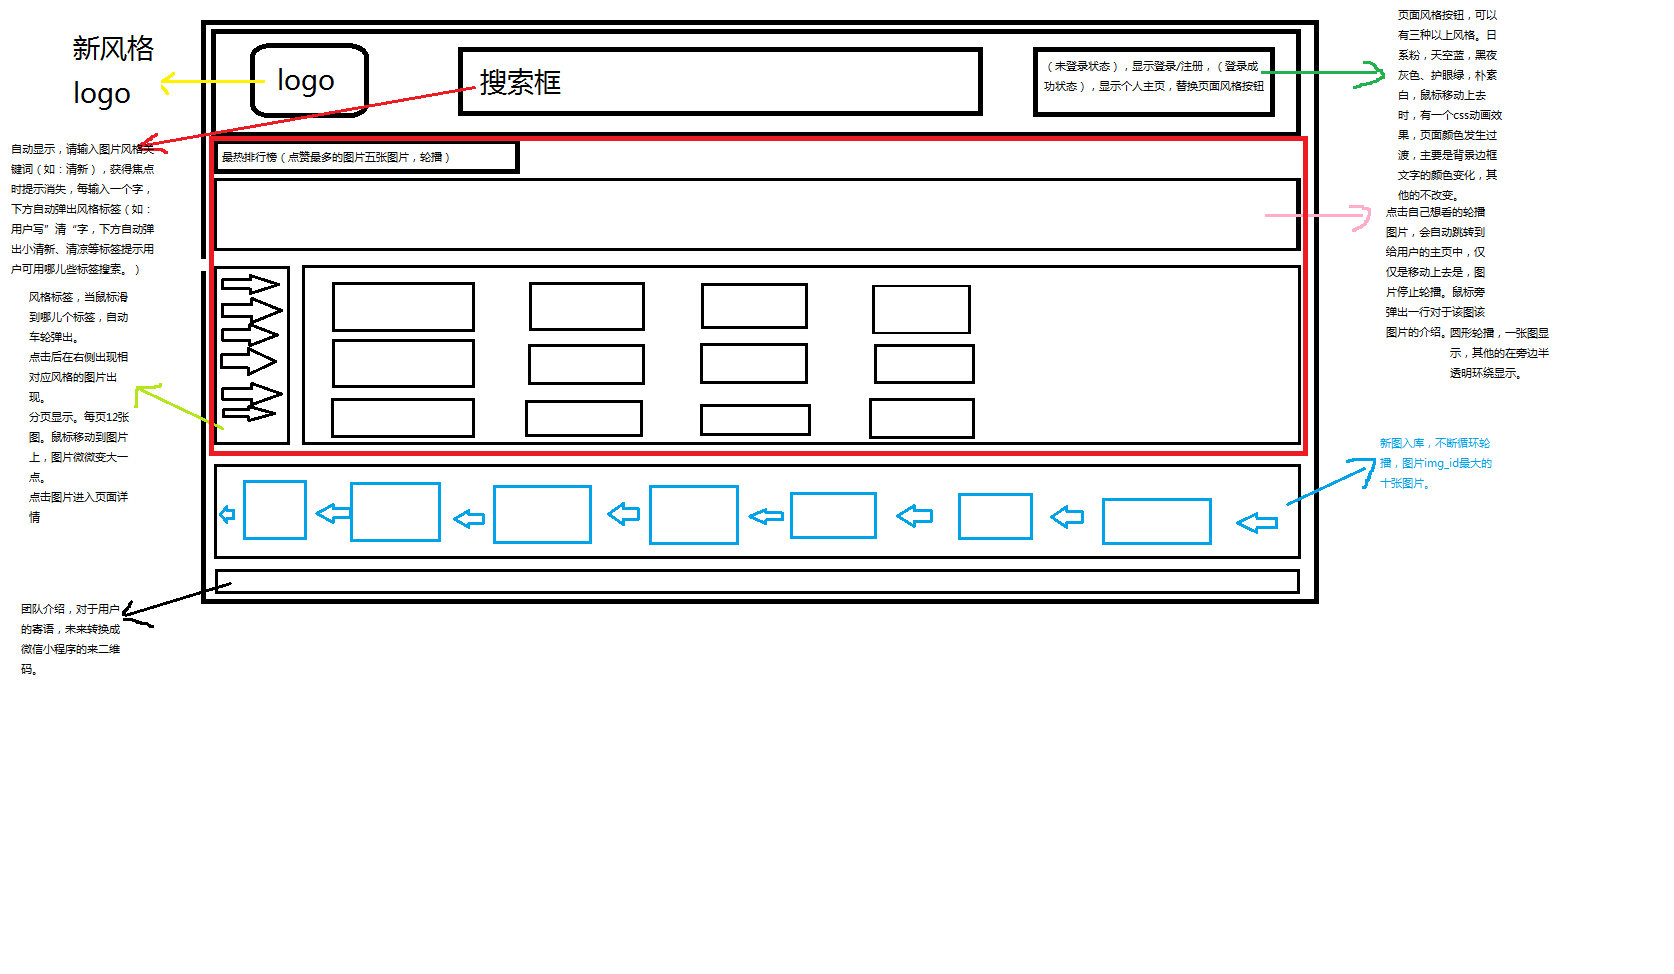 新风格
logo
logo
搜索框
（未登录状态），显示登录/注册，（登录成
功状态），显示个人主页，替换页面风格按钮
页面风格按钮，可以
有三种以上风格。日
系粉，天空蓝，黑夜
灰色、护眼绿，朴素
白，鼠标移动上去
时，有一个css动画效
果，页面颜色发生过
渡，主要是背景边框
文字的颜色变化，其
他的不改变。
自动显示，请输入图片风格关
键词（如：清新），获得焦点
时提示消失，每输入一个字，
下方自动弹出风格标签（如：
用户写”清“字，下方自动弹
出小清新、清凉等标签提示用
户可用哪儿些标签搜素。）
最热排行榜（点赞最多的图片五张图片，轮播）
点击自己想看的轮播
图片，会自动跳转到
给用户的主页中，仅
仅是移动上去是，图
片停止轮播。鼠标旁
弹出一行对于该图该
图片的介绍。
圆形轮播，一张图显
示，其他的在旁边半
透明环绕显示。
风格标签，当鼠标滑
到哪儿个标签，自动
车轮弹出。
点击后在右侧出现相
对应风格的图片出
现。
分页显示。每页12张
图。鼠标移动到图片
上，图片微微变大一
点。
点击图片进入页面详
情
新图入库，不断循环轮
播，图片img_id最大的
十张图片。
团队介绍，对于用户
的寄语，未来转换成
微信小程序的来二维
码。